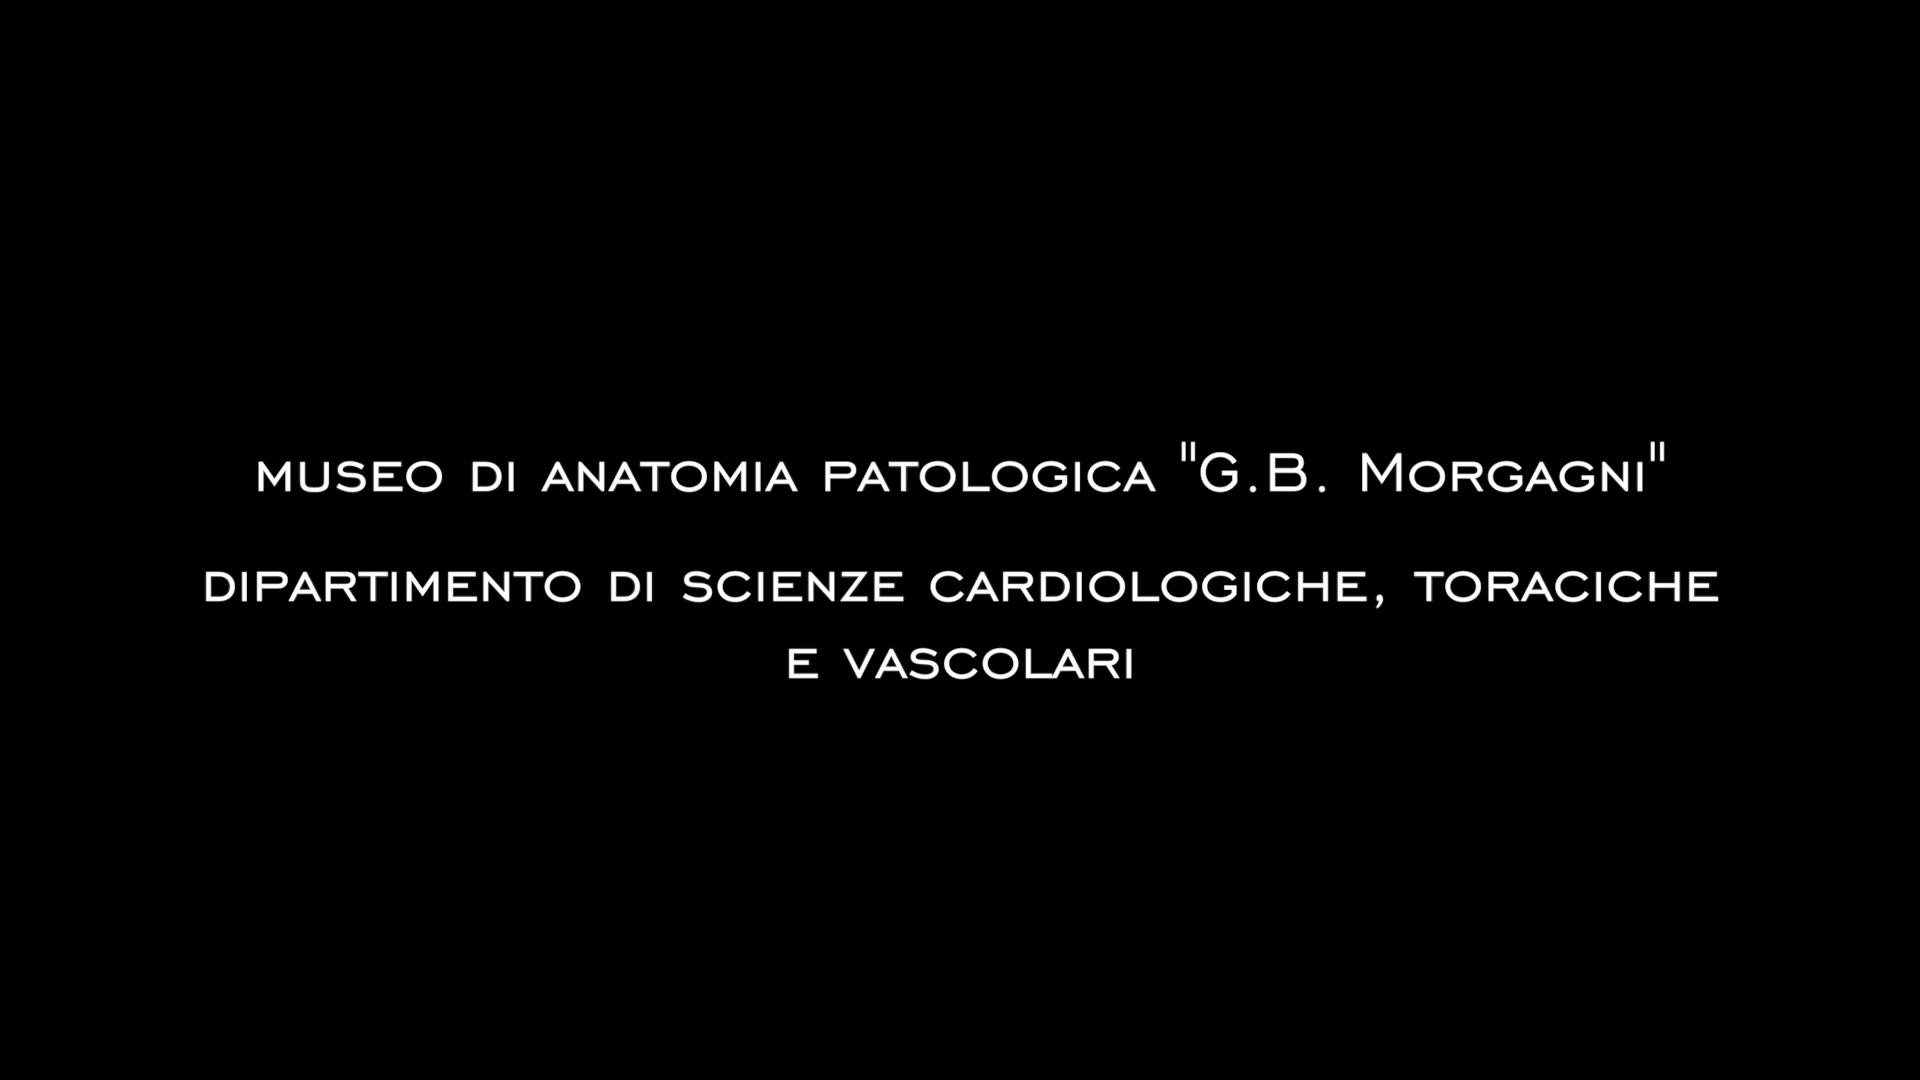 MUSEO DI ANATOMIA PATOLOGICA "G.B. MORGAGNI"
DIPARTIMENTO DI SCIENZE CARDIOLOGICHE, TORACICHE
E VASCOLARI